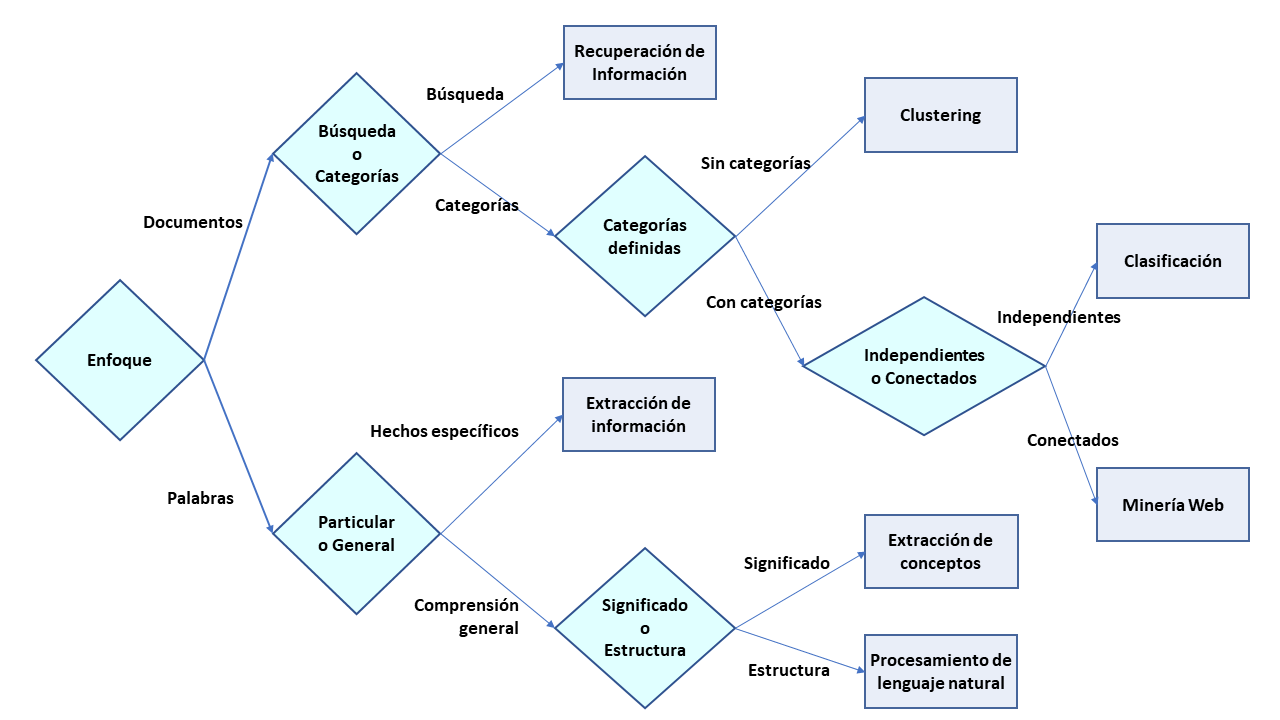 Recuperación de
Información
Búsqueda
Búsqueda
o
Categorías
Clustering
Sin categorías
Categorías
Documentos
Categorías
definidas
Clasificación
Con categorías
Independientes
Enfoque
Independientes
o Conectados
Extracción de
información
Hechos específicos
Conectados
Palabras
Particular
o General
Minería Web
Extracción de
conceptos
Significado
Comprensión
general
Significado
o
Estructura
Estructura
Procesamiento de
lenguaje natural